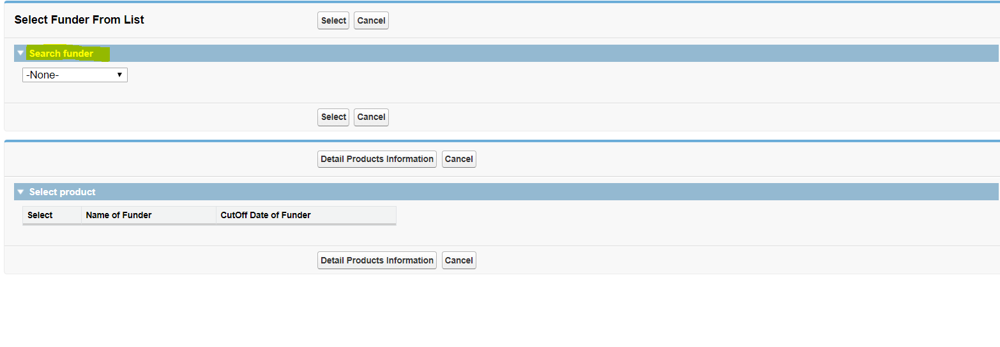 Select Funder From List Select Cancel
Search funder
-None-
Select Cancel
Detail Products Information Cancel
Select product
Select Name of Funder CutOff Date of Funder
Detail Products Information Cancel